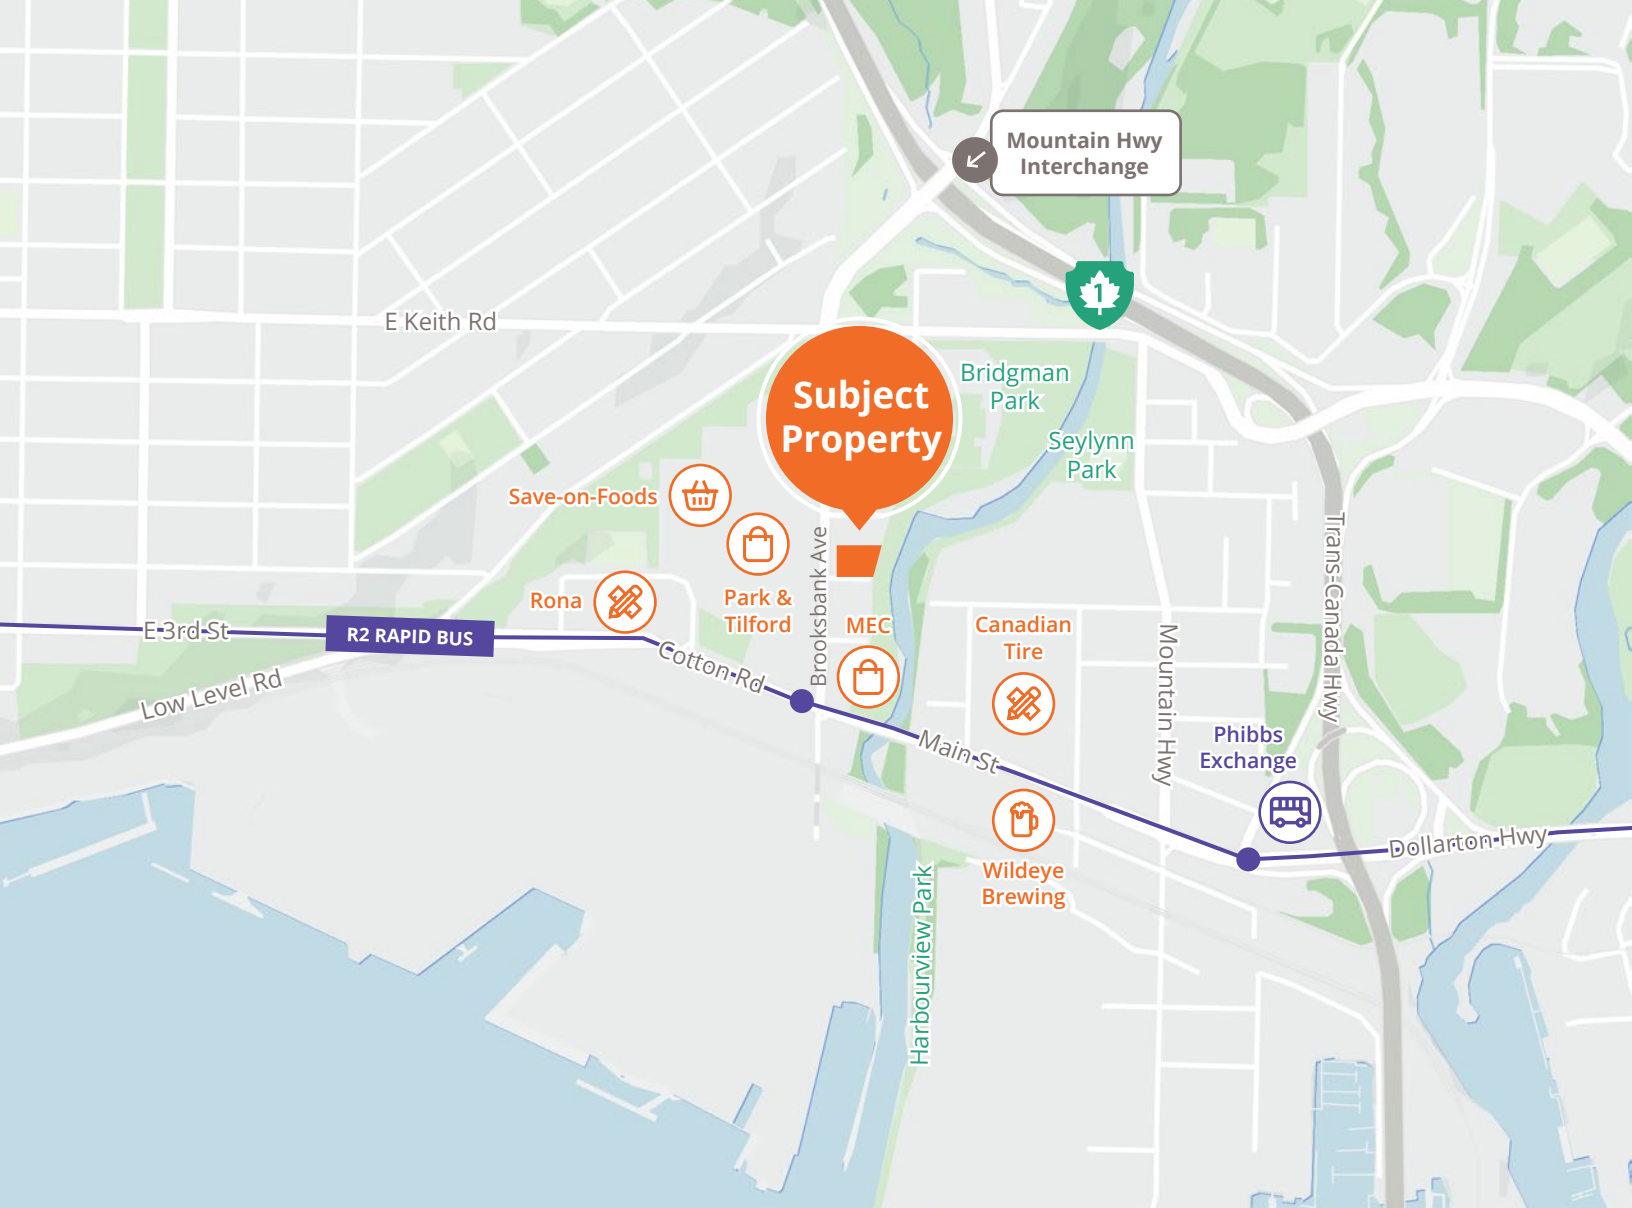 Mountain Hwy
Interchange
1
E Keith Rd
Bridgman
Park
Subject
Property
Seylynn
Park
Save-on-Foods
Brooksbank Ave
Trans-Canada Hwy
Rona
Park &
Tilford
MEC
Canadian
Tire
E 3rd St
R2 RAPID BUS
Cotton Rd
Mountain Hwy
Low Level Rd
Main St
Phibbs
Exchange
Dollarton Hwy
Wildeye
Brewing
Harbourview Park